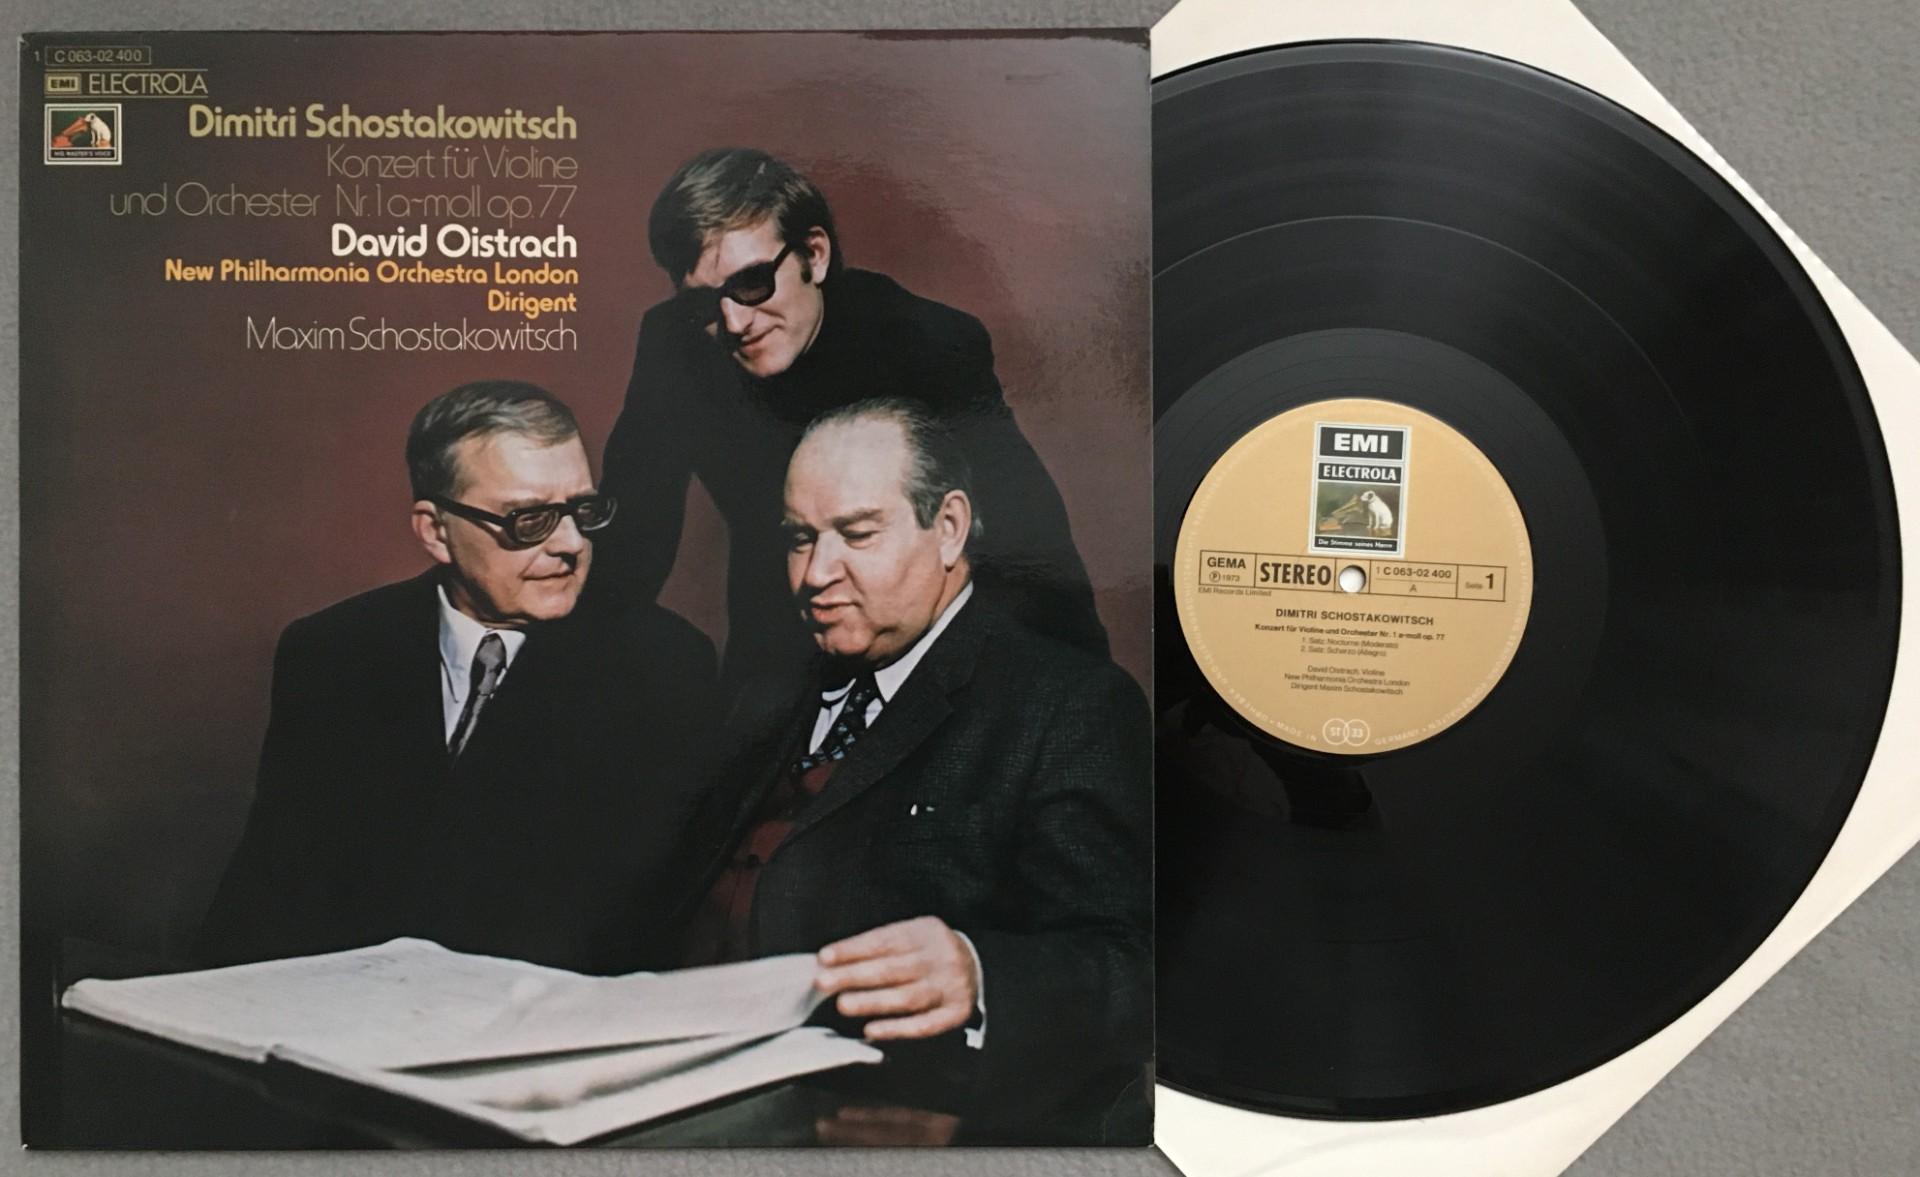 1 C 063-02 400
EMI ELECTROLA
HIS MASTER'S VOICE
Dimitri Schostakowitsch
Konzert für Violine
und Orchester Nr. 1 a-moll op. 77
David Oistrach
New Philharmonia Orchestra London
Dirigent
Maxim Schostakowitsch
EMI
ELECTROLA
Die Stimme seines Herrn
GEMA
℗ 1973
STEREO
1 C 063-02 400
A
Seite 1
EMI Records Limited
DIMITRI SCHOSTAKOWITSCH
Konzert für Violine und Orchester Nr. 1 a-moll op. 77
1. Satz: Nocturne (Moderato)
2. Satz: Scherzo (Allegro)
David Oistrach, Violine
New Philharmonia Orchestra London
Dirigent Maxim Schostakowitsch
ST 33
MADE IN GERMANY